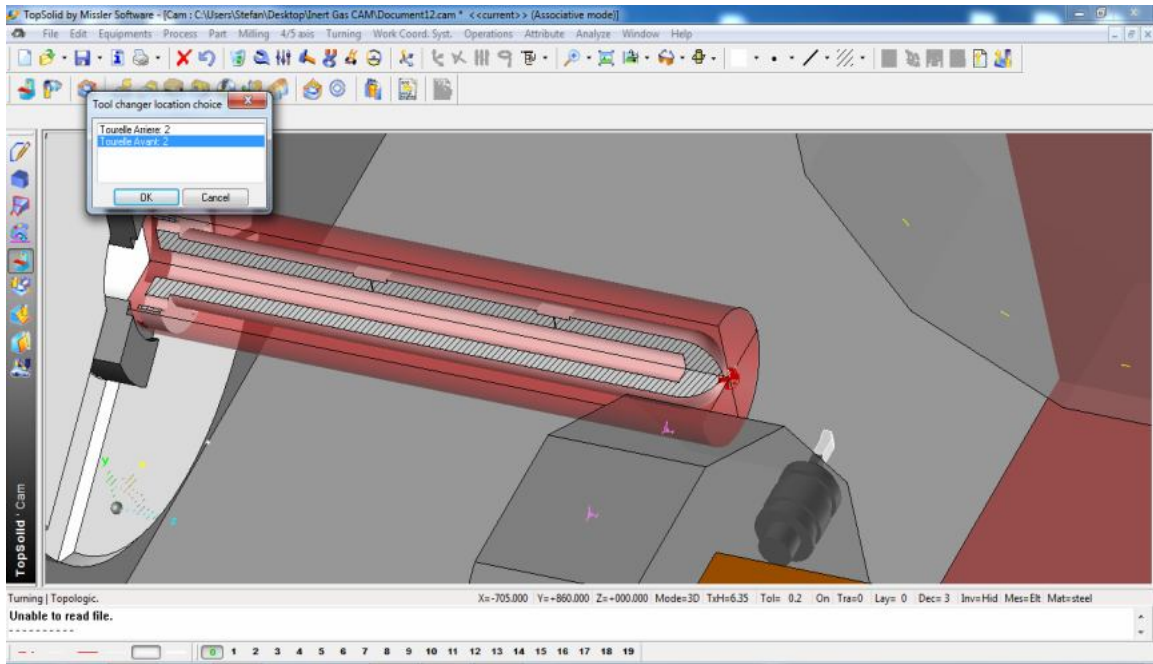 TopSolid by Missler Software - [Cam : C:\Users\Stefan\Desktop\Inert Gas CAM\Document12.cam * <<current>> (Associative mode)]
File Edit Equipments Process Part Milling 4/5 axis Turning Work Coord. Syst. Operations Attribute Analyze Window Help
Tool changer location choice
Tourelle Arriere: 2
Tourelle Avant: 2
OK Cancel
y
z
TopSolid'Cam
Turning | Topologic. X=-705.000 Y=+860.000 Z=+000.000 Mode=3D TxH=6.35 Tol= 0.2 On Tra=0 Lay= 0 Dec= 3 Inv=Hid Mes=Elt Mat=steel
Unable to read file.
----------
0 1 2 3 4 5 6 7 8 9 10 11 12 13 14 15 16 17 18 19